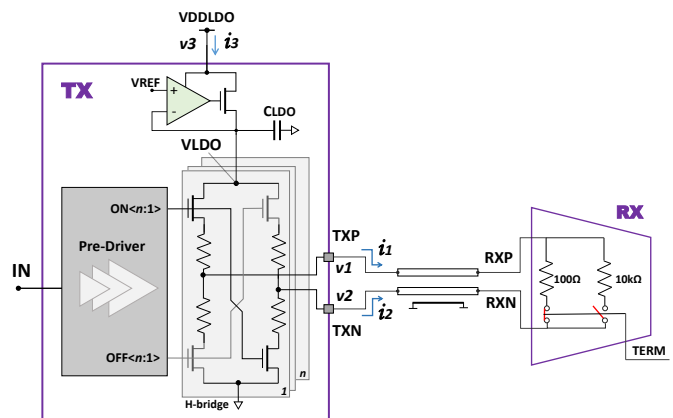 VDDLDO
v3
i3
TX
VREF
+
-
CLDO
VLDO
ON<n:1>
Pre-Driver
IN
OFF<n:1>
H-bridge
1
n
TXP
i1
v1
v2
TXN
i2
RXP
RXN
RX
100Ω
10kΩ
TERM